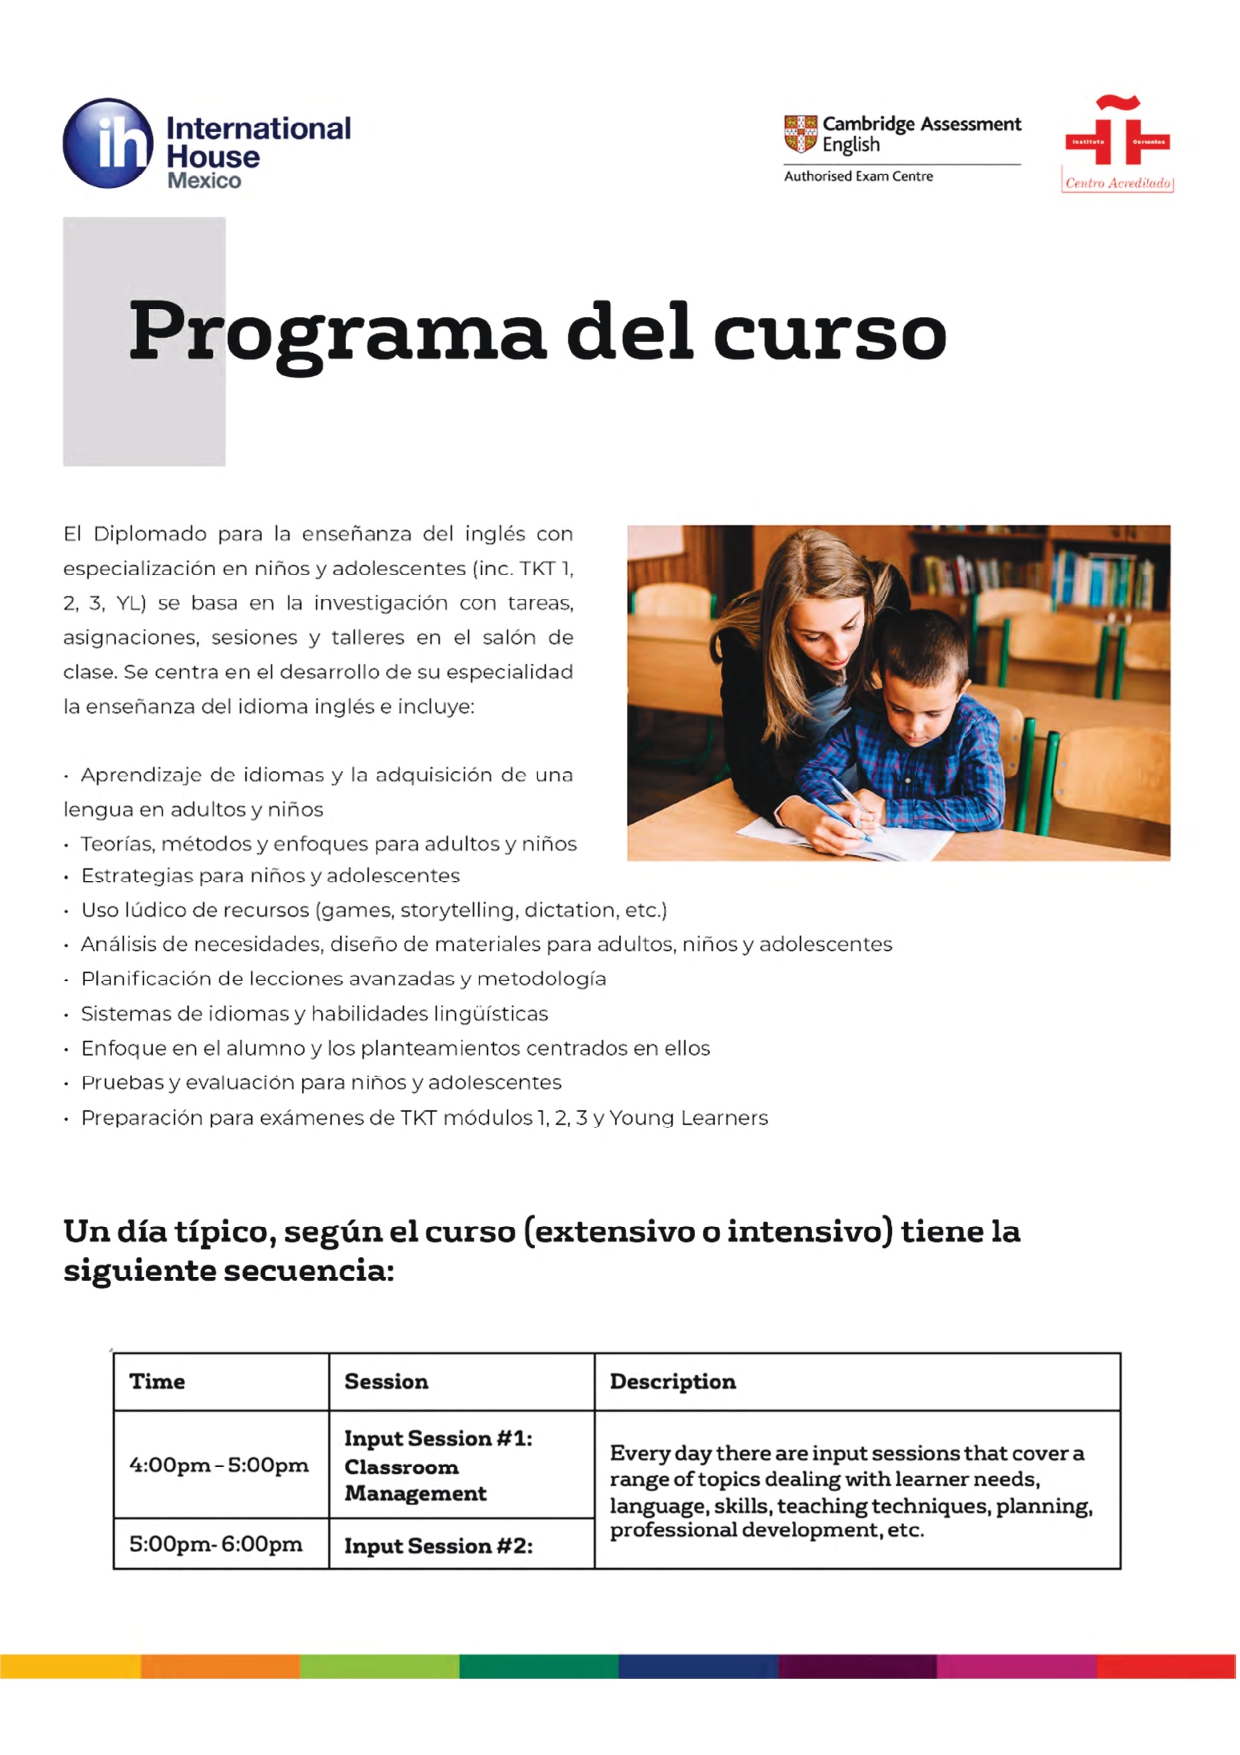 ih International
House
Mexico
Cambridge Assessment
English
Authorised Exam Centre
Instituto Cervantes
Centro Acreditado
Programa del curso
El Diplomado para la enseñanza del inglés con
especialización en niños y adolescentes (inc. TKT 1,
2, 3, YL) se basa en la investigación con tareas,
asignaciones, sesiones y talleres en el salón de
clase. Se centra en el desarrollo de su especialidad
la enseñanza del idioma inglés e incluye:
· Aprendizaje de idiomas y la adquisición de una
lengua en adultos y niños
· Teorías, métodos y enfoques para adultos y niños
· Estrategias para niños y adolescentes
· Uso lúdico de recursos (games, storytelling, dictation, etc.)
· Análisis de necesidades, diseño de materiales para adultos, niños y adolescentes
· Planificación de lecciones avanzadas y metodología
· Sistemas de idiomas y habilidades lingüísticas
· Enfoque en el alumno y los planteamientos centrados en ellos
· Pruebas y evaluación para niños y adolescentes
· Preparación para exámenes de TKT módulos 1, 2, 3 y Young Learners
Un día típico, según el curso (extensivo o intensivo) tiene la
siguiente secuencia:
Time Session Description
4:00pm – 5:00pm
Input Session #1:
Classroom
Management
Every day there are input sessions that cover a
range of topics dealing with learner needs,
language, skills, teaching techniques, planning,
professional development, etc.
5:00pm- 6:00pm
Input Session #2: